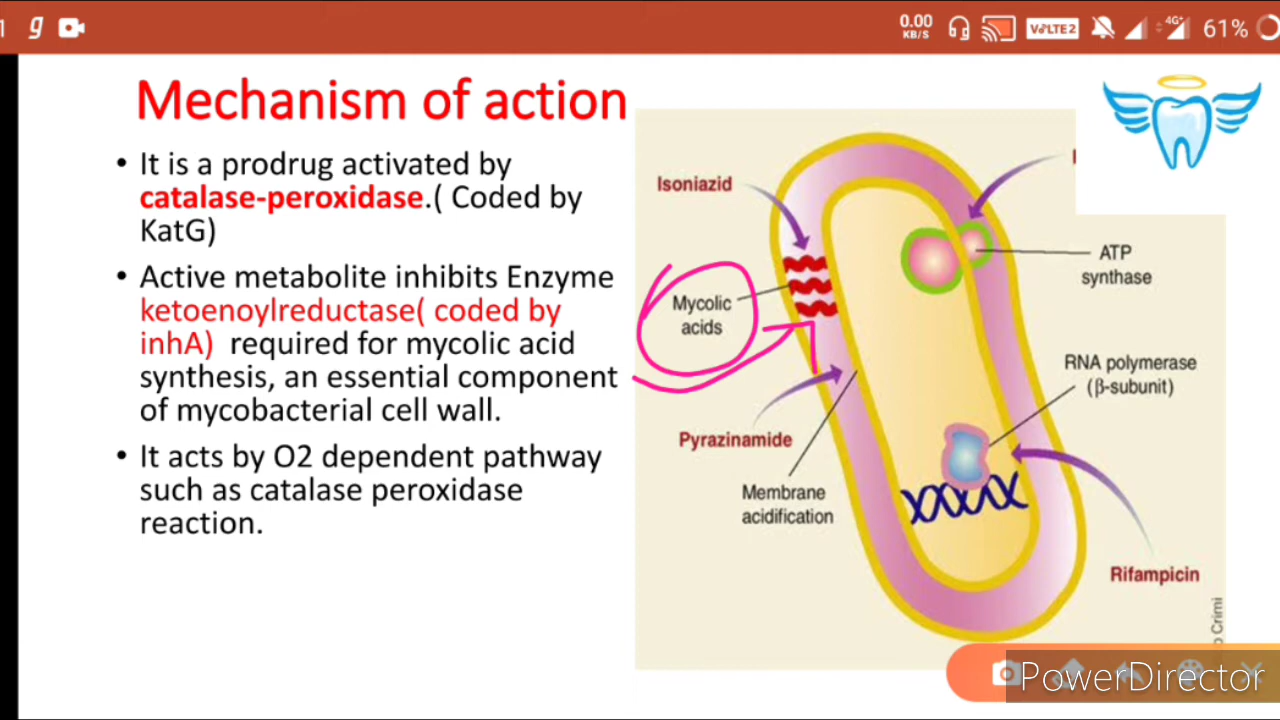 1 g
0.00 KB/S VoLTE2 4G+ 61%
Mechanism of action
• It is a prodrug activated by
catalase-peroxidase.( Coded by
KatG)
• Active metabolite inhibits Enzyme
ketoenoylreductase( coded by
inhA) required for mycolic acid
synthesis, an essential component
of mycobacterial cell wall.
• It acts by O2 dependent pathway
such as catalase peroxidase
reaction.
Isoniazid
Mycolic
acids
Pyrazinamide
Membrane
acidification
ATP
synthase
RNA polymerase
(β-subunit)
Rifampicin
Crimi
PowerDirector